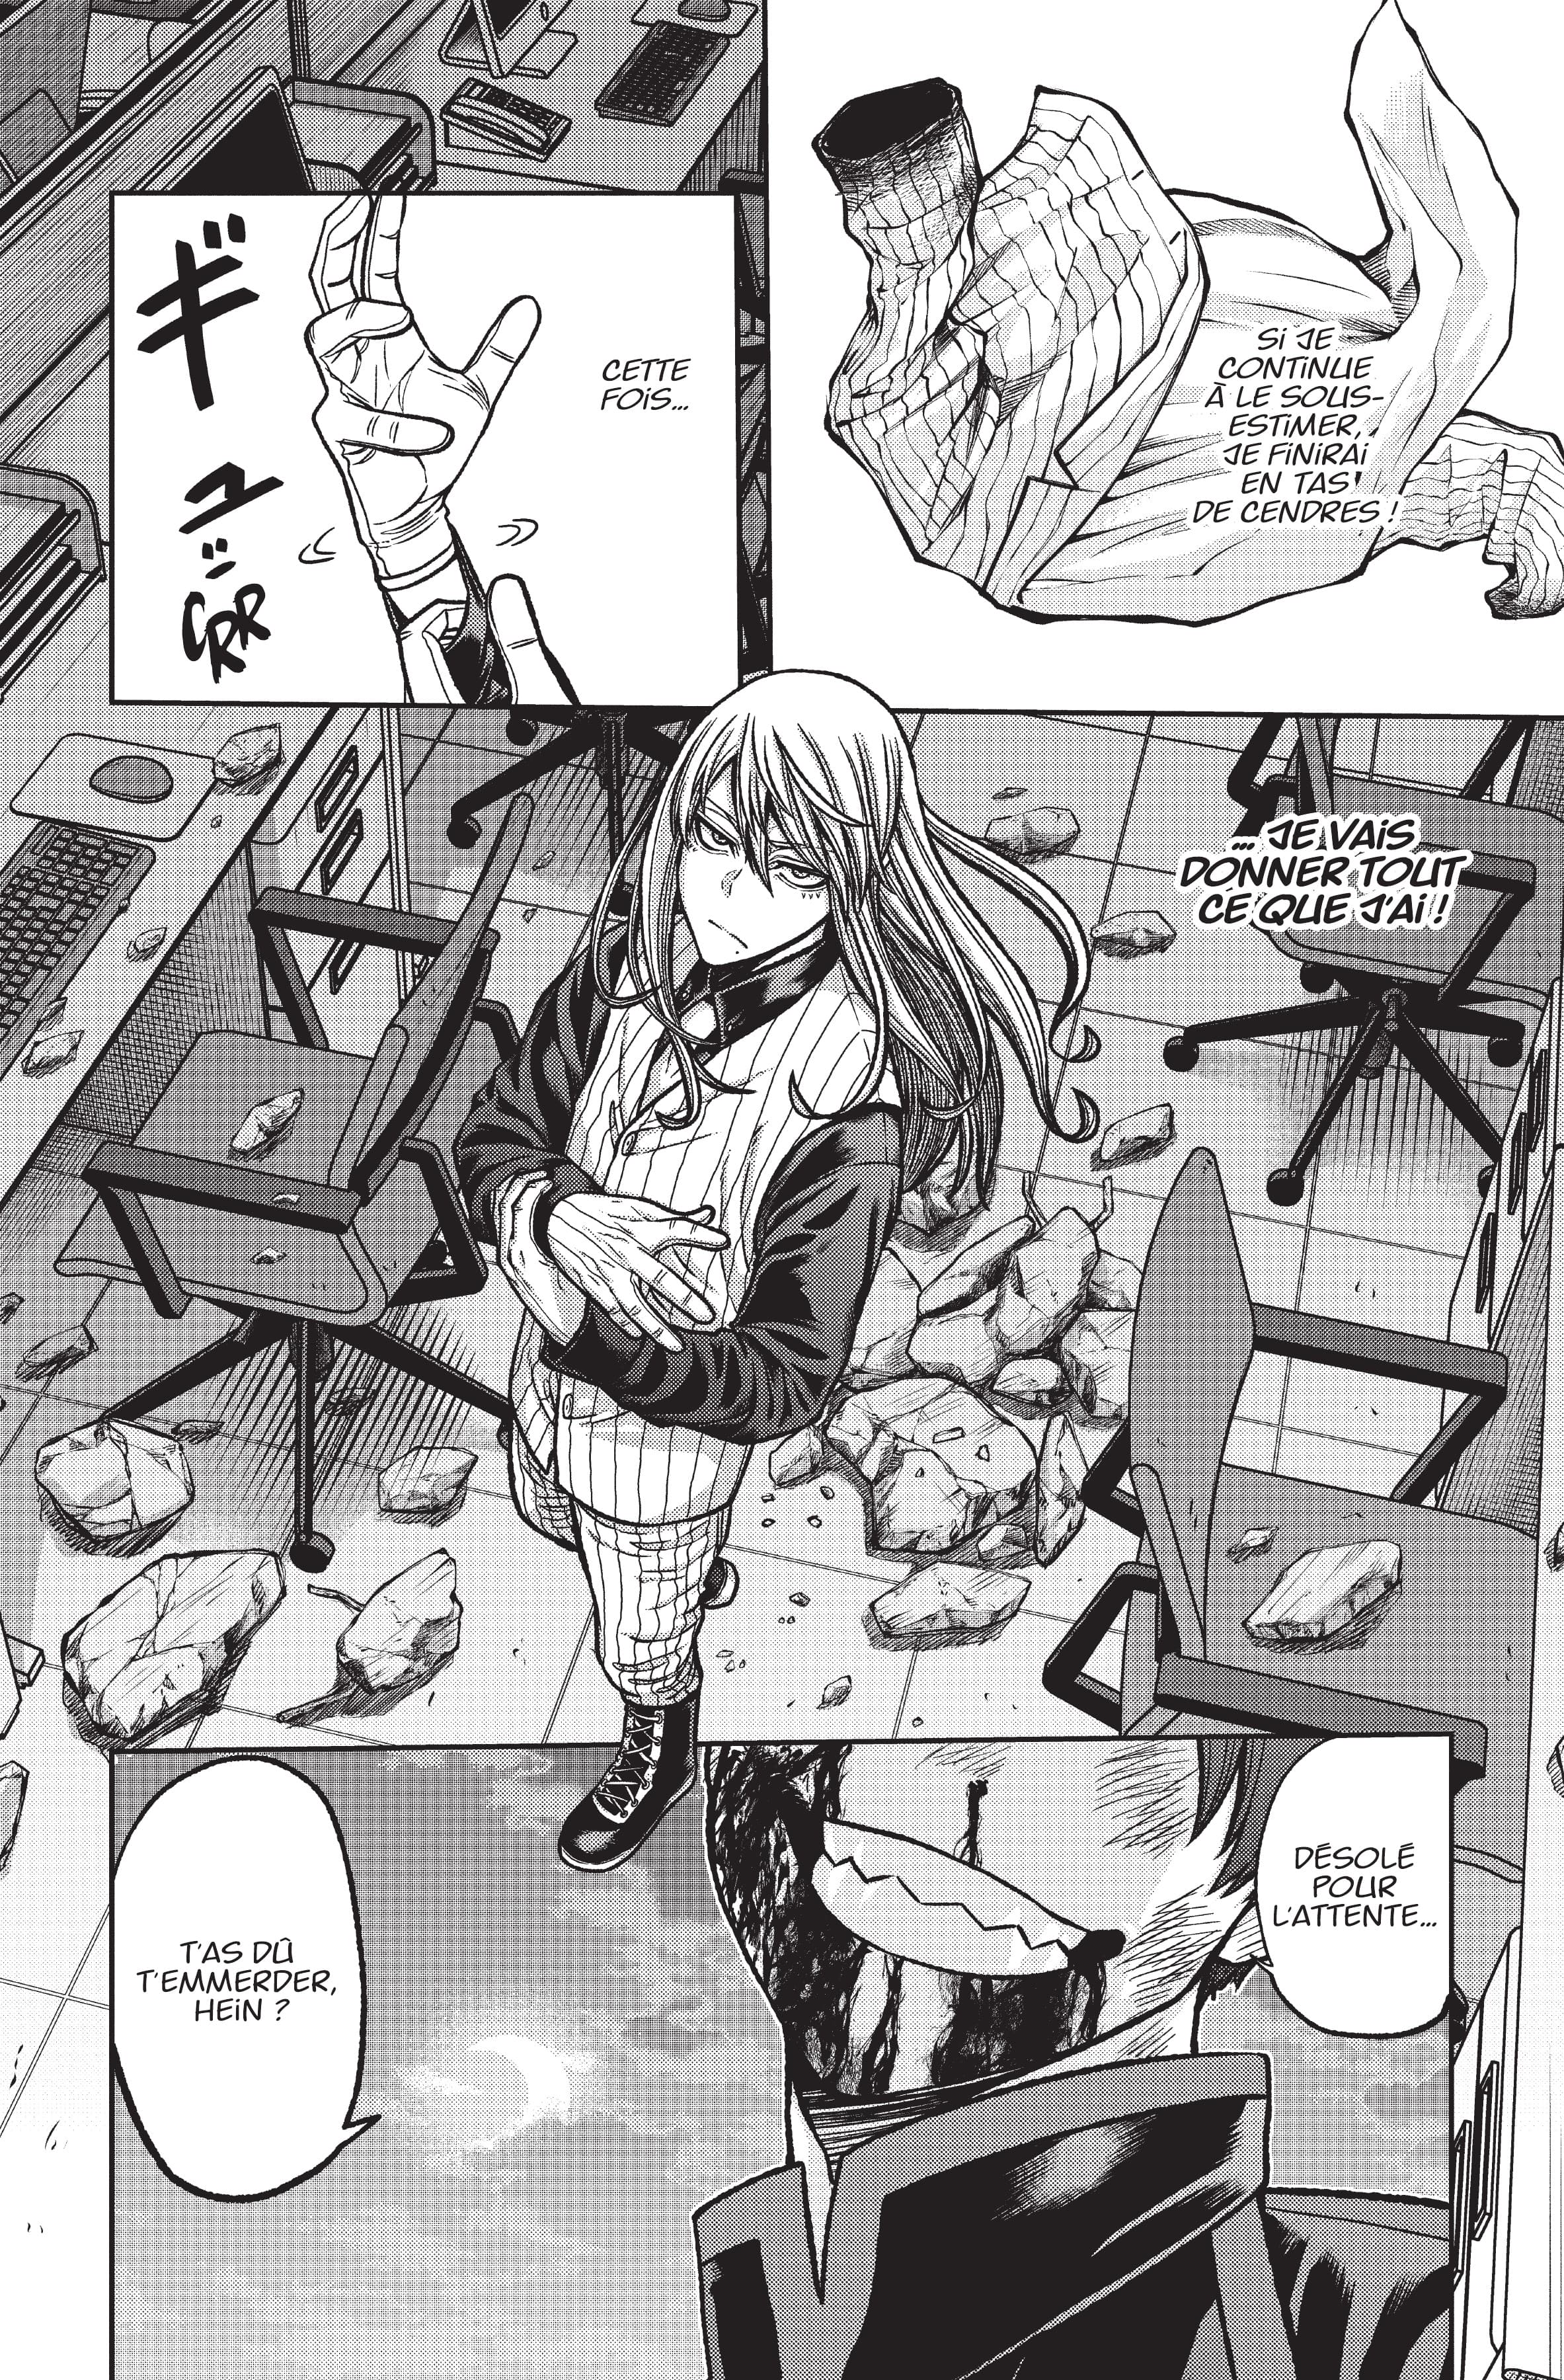 SI JE
CONTINUE
À LE SOUS-
ESTIMER,
JE FINIRAI
EN TAS
DE CENDRES !
CETTE
FOIS...
ギュ゛
CRR
... JE VAIS
DONNER TOUT
CE QUE J'AI !
DÉSOLÉ
POUR
L'ATTENTE...
T'AS DÛ
T'EMMERDER,
HEIN ?